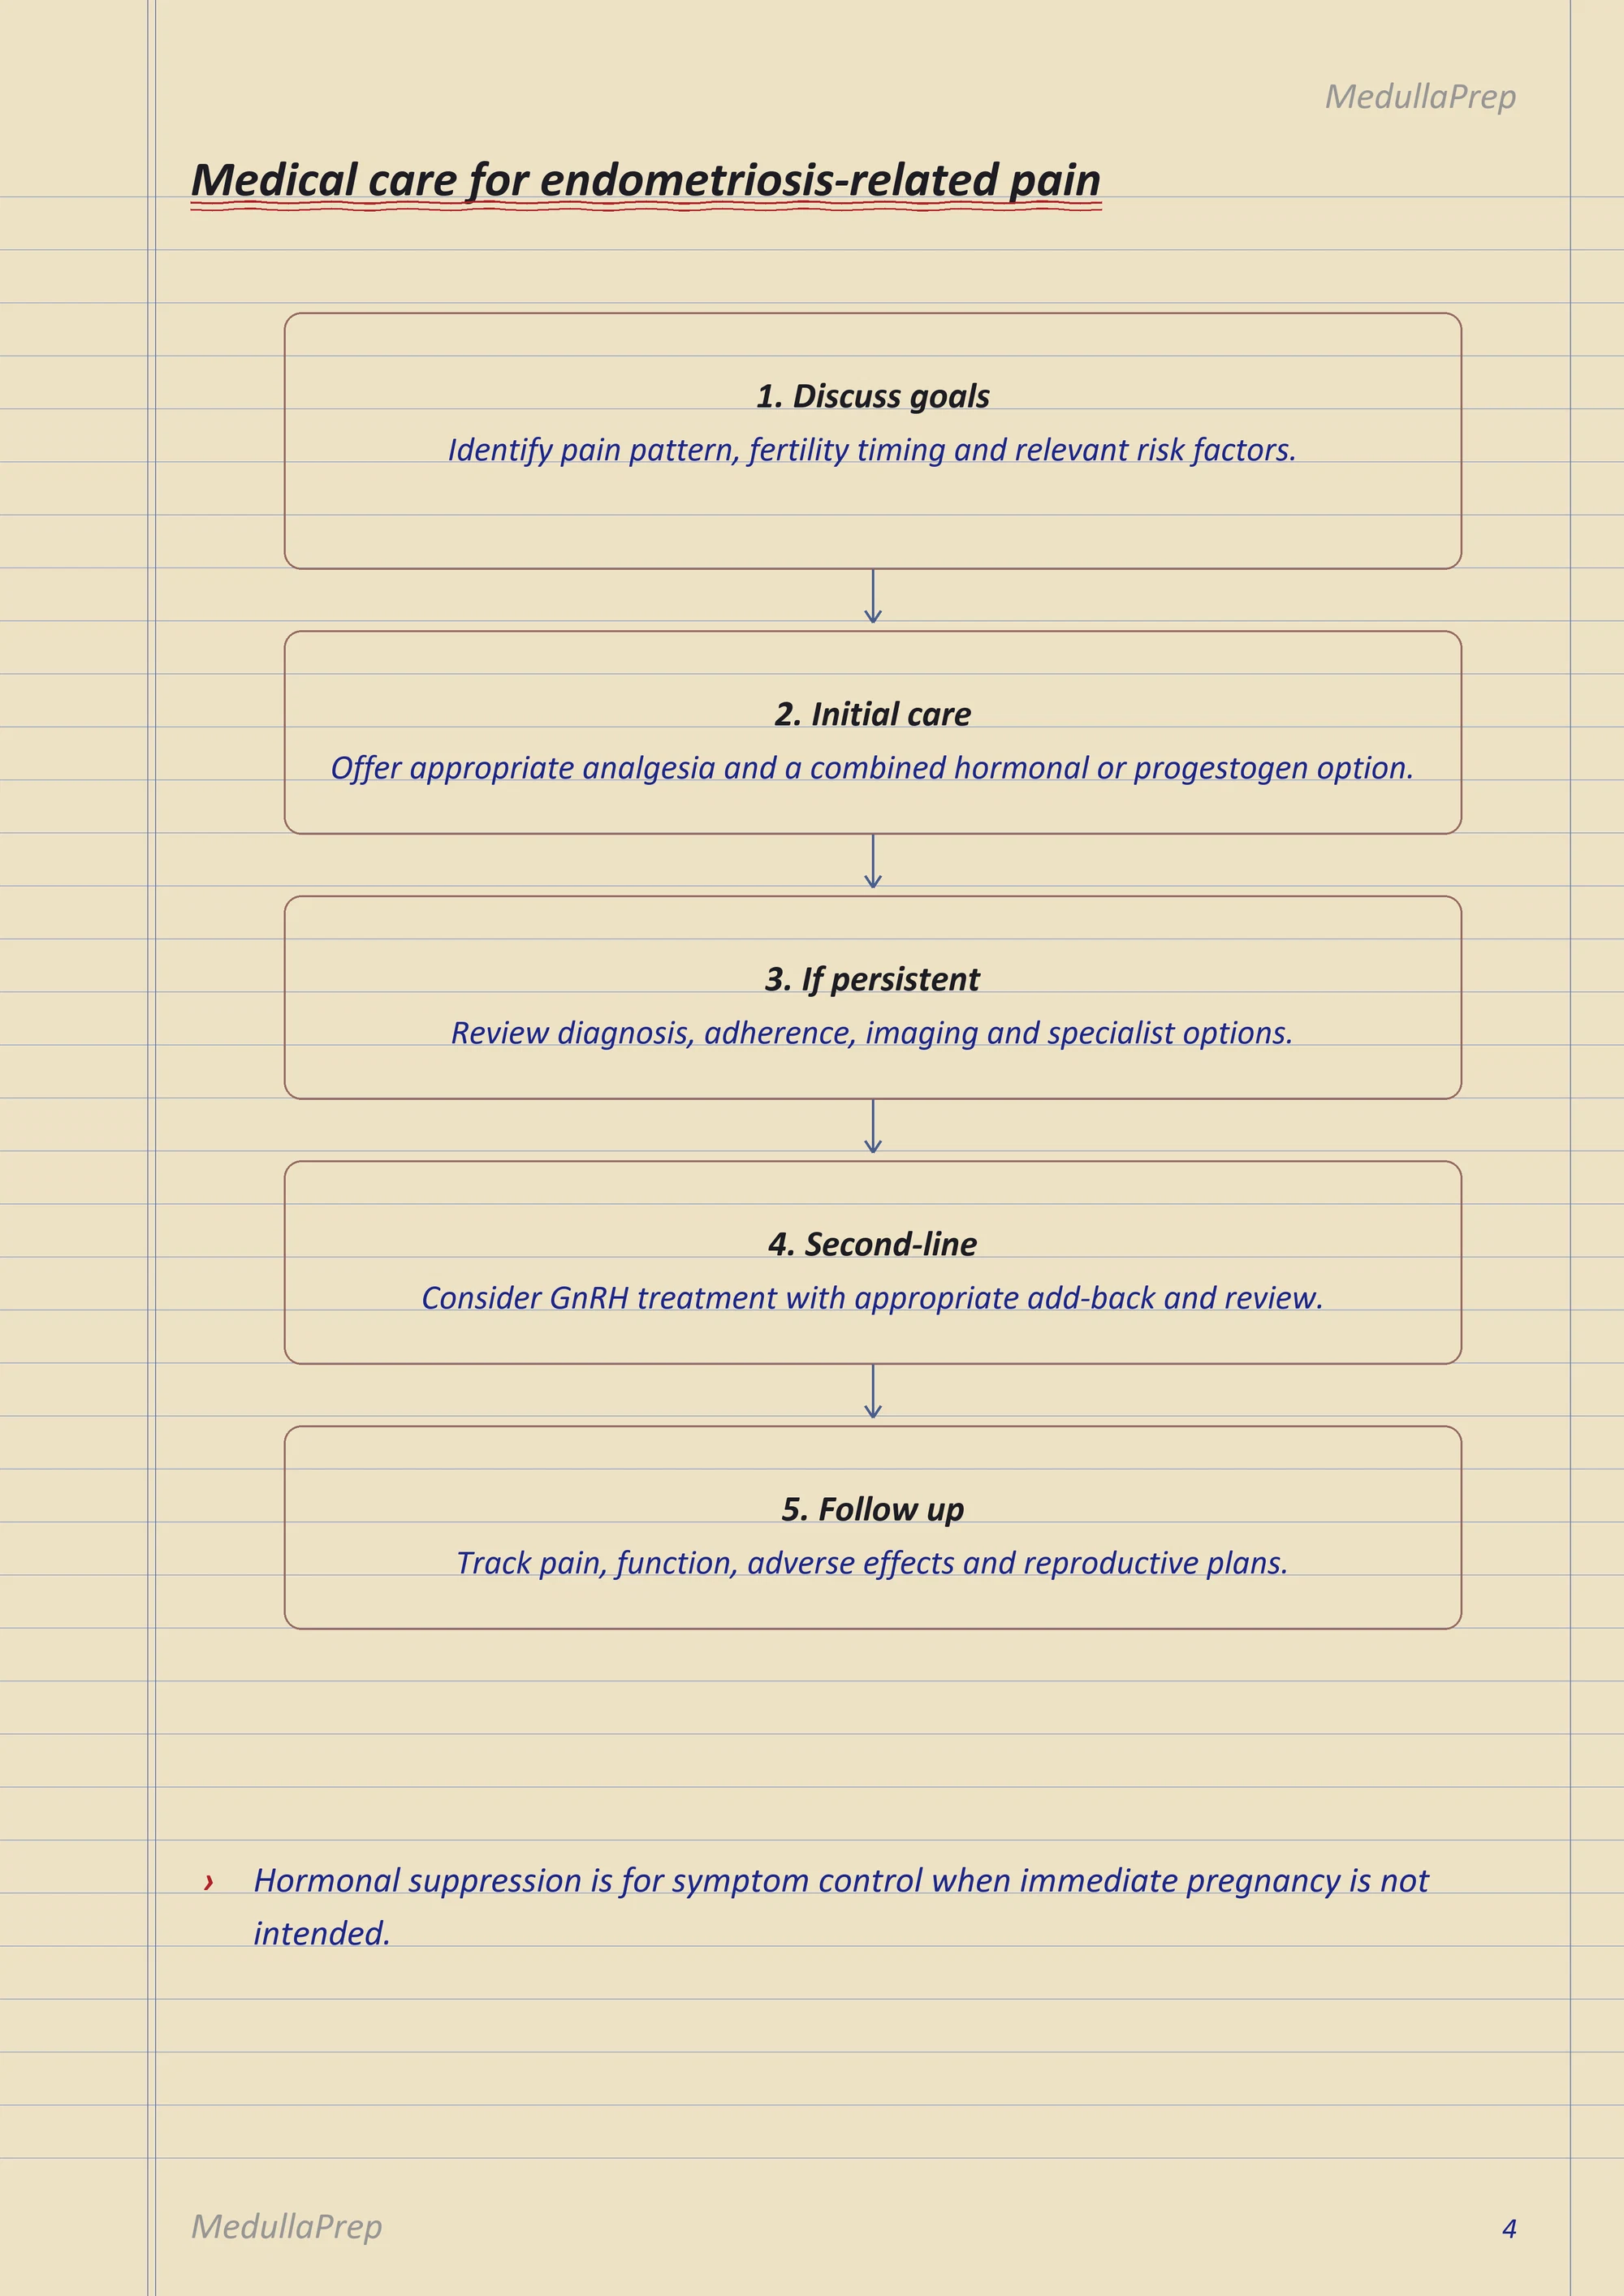 MedullaPrep
Medical care for endometriosis-related pain
1. Discuss goals
Identify pain pattern, fertility timing and relevant risk factors.
2. Initial care
Offer appropriate analgesia and a combined hormonal or progestogen option.
3. If persistent
Review diagnosis, adherence, imaging and specialist options.
4. Second-line
Consider GnRH treatment with appropriate add-back and review.
5. Follow up
Track pain, function, adverse effects and reproductive plans.
› Hormonal suppression is for symptom control when immediate pregnancy is not
intended.
MedullaPrep
4